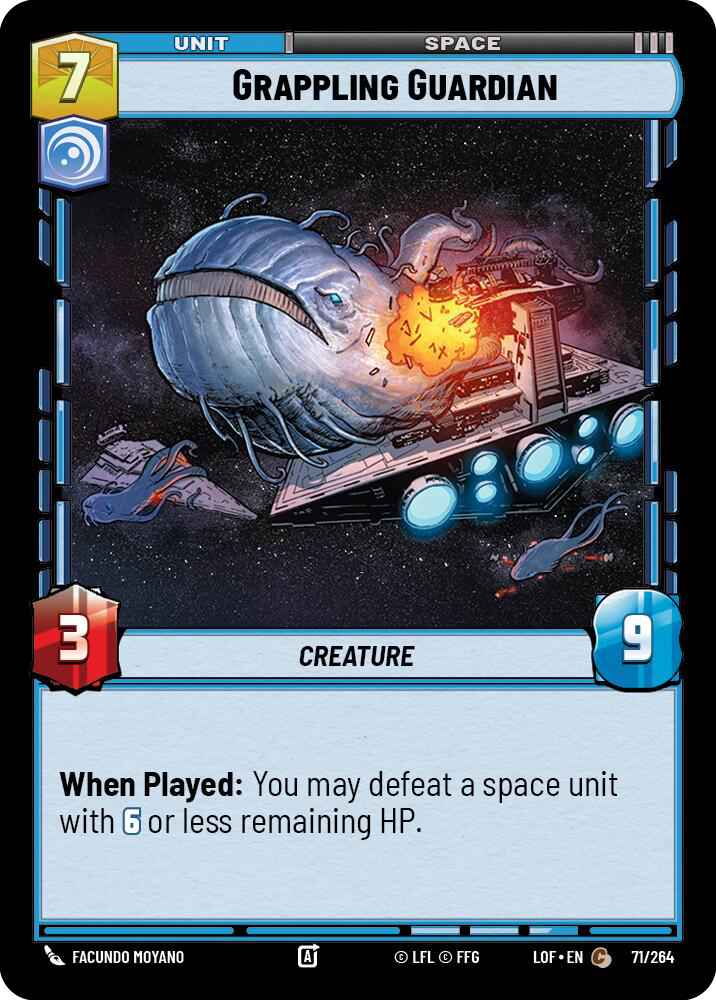 UNIT
SPACE
7
GRAPPLING GUARDIAN
3
CREATURE
9
When Played: You may defeat a space unit
with 6 or less remaining HP.
FACUNDO MOYANO
A
© LFL © FFG
LOF • EN
C
71/264